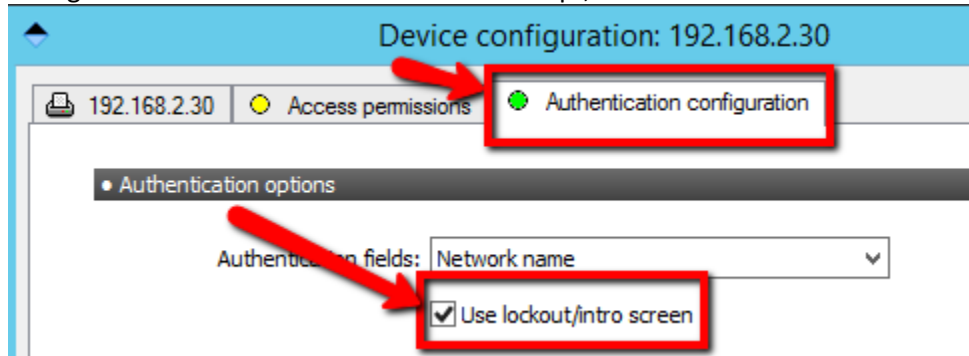 Device configuration: 192.168.2.30
192.168.2.30 Access permissions Authentication configuration
Authentication options
Authentication fields: Network name
Use lockout/intro screen